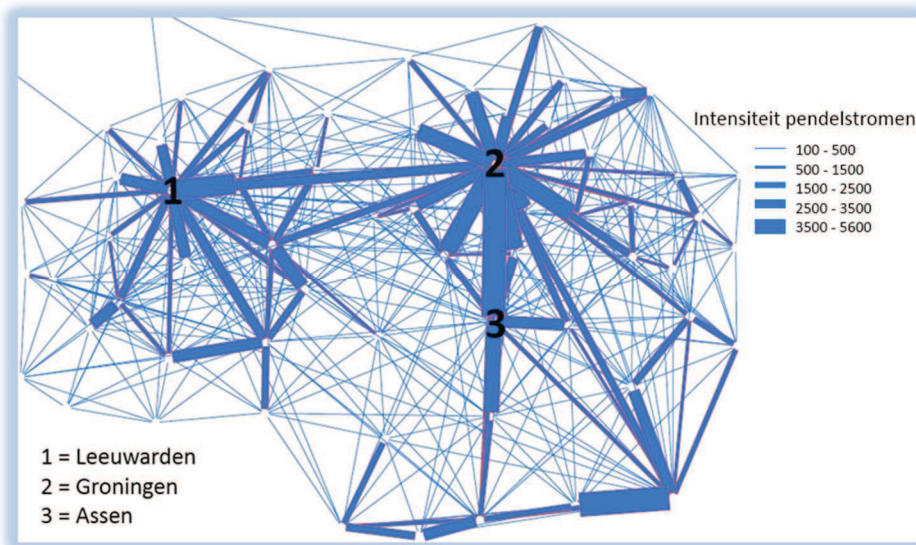 Intensiteit pendelstromen
100 - 500
500 - 1500
1500 - 2500
2500 - 3500
3500 - 5600
1
2
3
1 = Leeuwarden
2 = Groningen
3 = Assen